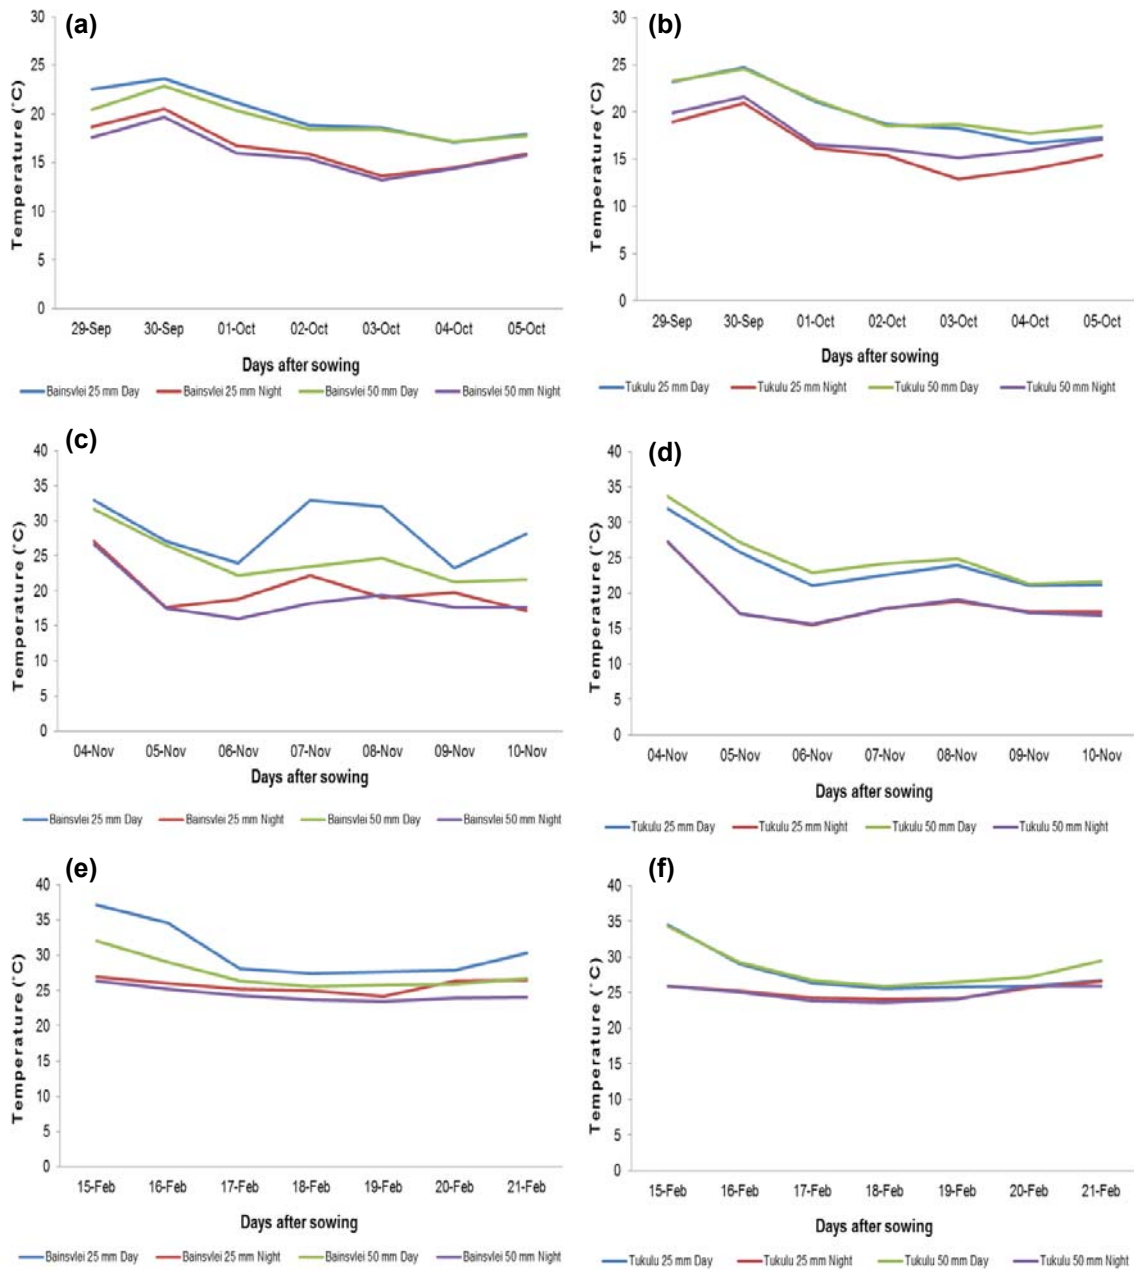 (a)
30
25
20
15
10
5
0
Temperature (˚C)
29-Sep 30-Sep 01-Oct 02-Oct 03-Oct 04-Oct 05-Oct
Days after sowing
Bainsvlei 25 mm Day Bainsvlei 25 mm Night Bainsvlei 50 mm Day Bainsvlei 50 mm Night
(b)
30
25
20
15
10
5
0
Temperature (˚C)
29-Sep 30-Sep 01-Oct 02-Oct 03-Oct 04-Oct 05-Oct
Days after sowing
Tukulu 25 mm Day Tukulu 25 mm Night Tukulu 50 mm Day Tukulu 50 mm Night
(c)
40
35
30
25
20
15
10
5
0
Temperature (˚C)
04-Nov 05-Nov 06-Nov 07-Nov 08-Nov 09-Nov 10-Nov
Days after sowing
Bainsvlei 25 mm Day Bainsvlei 25 mm Night Bainsvlei 50 mm Day Bainsvlei 50 mm Night
(d)
40
35
30
25
20
15
10
5
0
Temperature (˚C)
04-Nov 05-Nov 06-Nov 07-Nov 08-Nov 09-Nov 10-Nov
Days after sowing
Tukulu 25 mm Day Tukulu 25 mm Night Tukulu 50 mm Day Tukulu 50 mm Night
(e)
40
35
30
25
20
15
10
5
0
Temperature (˚C)
15-Feb 16-Feb 17-Feb 18-Feb 19-Feb 20-Feb 21-Feb
Days after sowing
Bainsvlei 25 mm Day Bainsvlei 25 mm Night Bainsvlei 50 mm Day Bainsvlei 50 mm Night
(f)
40
35
30
25
20
15
10
5
0
Temperature (˚C)
15-Feb 16-Feb 17-Feb 18-Feb 19-Feb 20-Feb 21-Feb
Days after sowing
Tukulu 25 mm Day Tukulu 25 mm Night Tukulu 50 mm Day Tukulu 50 mm Night